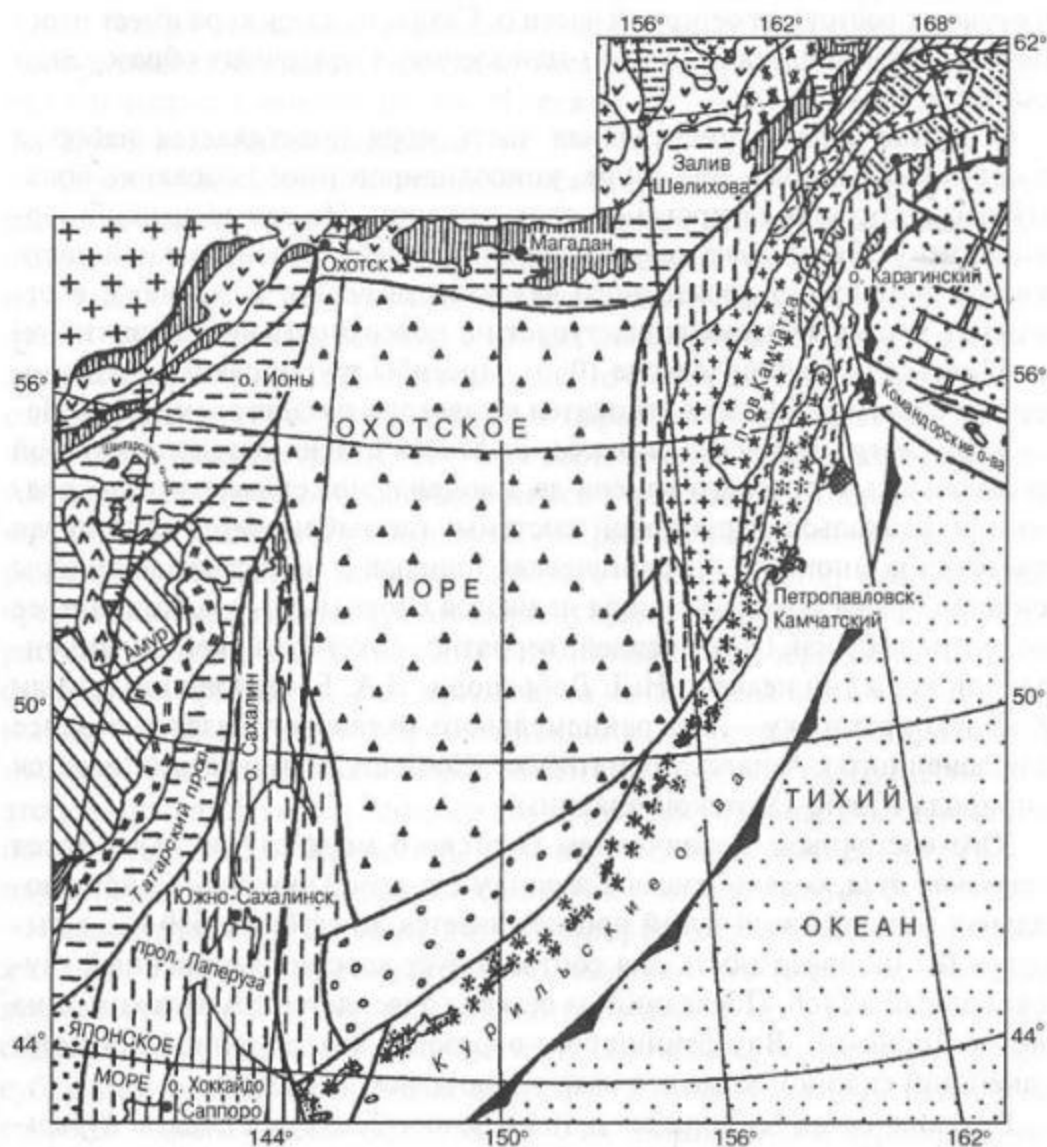 156° 162° 168°
62°
Залив
Шелихова
Магадан
Охотск
о. Карагинский
56°
о. Ионы
п-ов Камчатка
56°
Командорские о-ва
ОХОТСКОЕ
МОРЕ
Петропавловск-
Камчатский
Амур
50°
о. Сахалин
50°
Татарский прол.
ТИХИЙ
ОКЕАН
Южно-Сахалинск
прол. Лаперуза
Курильские о-ва
44°
ЯПОНСКОЕ
МОРЕ
о. Хоккайдо
Саппоро
44°
144° 150° 156° 162°